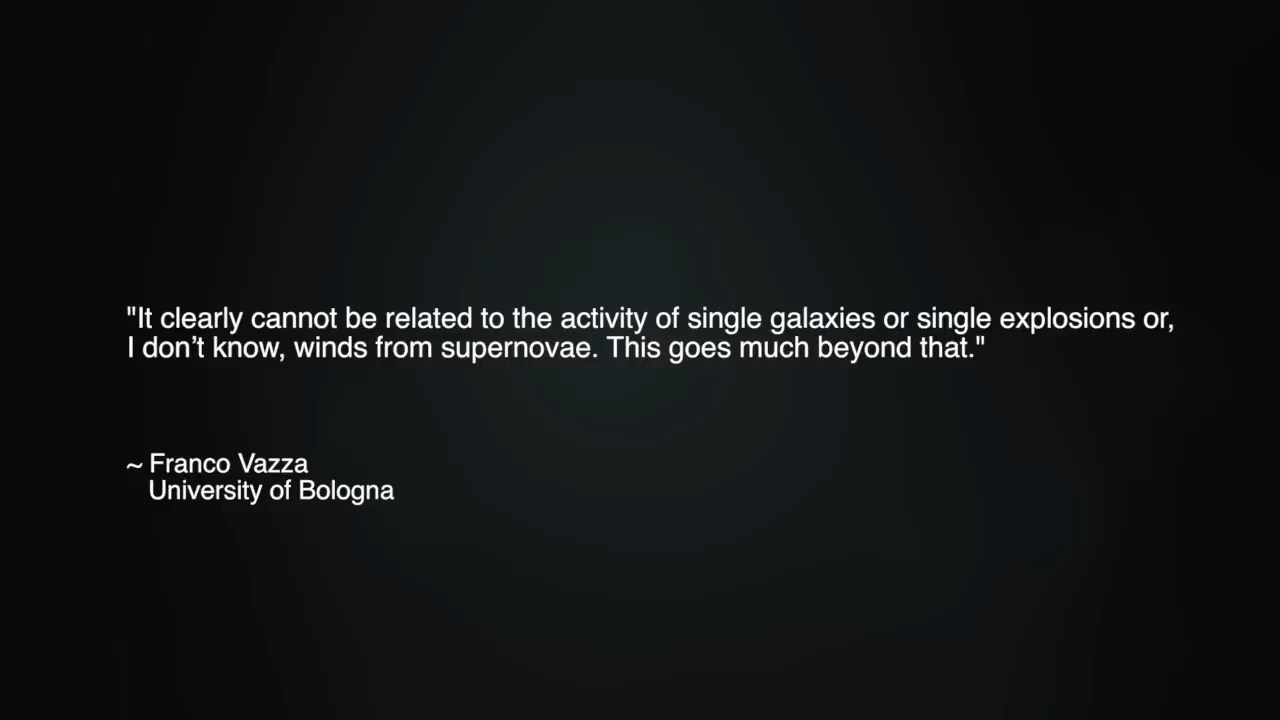 "It clearly cannot be related to the activity of single galaxies or single explosions or,
I don’t know, winds from supernovae. This goes much beyond that."
~ Franco Vazza
University of Bologna